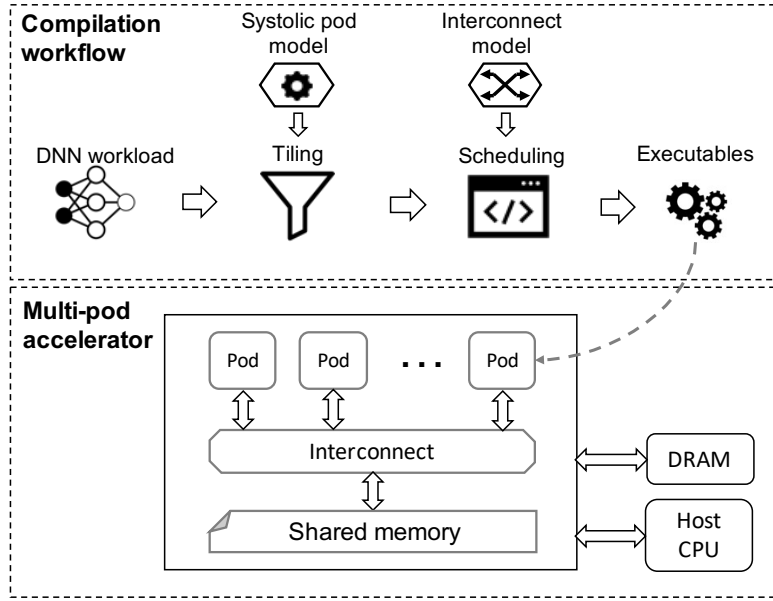 Compilation
workflow
Systolic pod
model
Interconnect
model
DNN workload
Tiling
Scheduling
Executables
</>
Multi-pod
accelerator
Pod
Pod
...
Pod
Interconnect
Shared memory
DRAM
Host
CPU